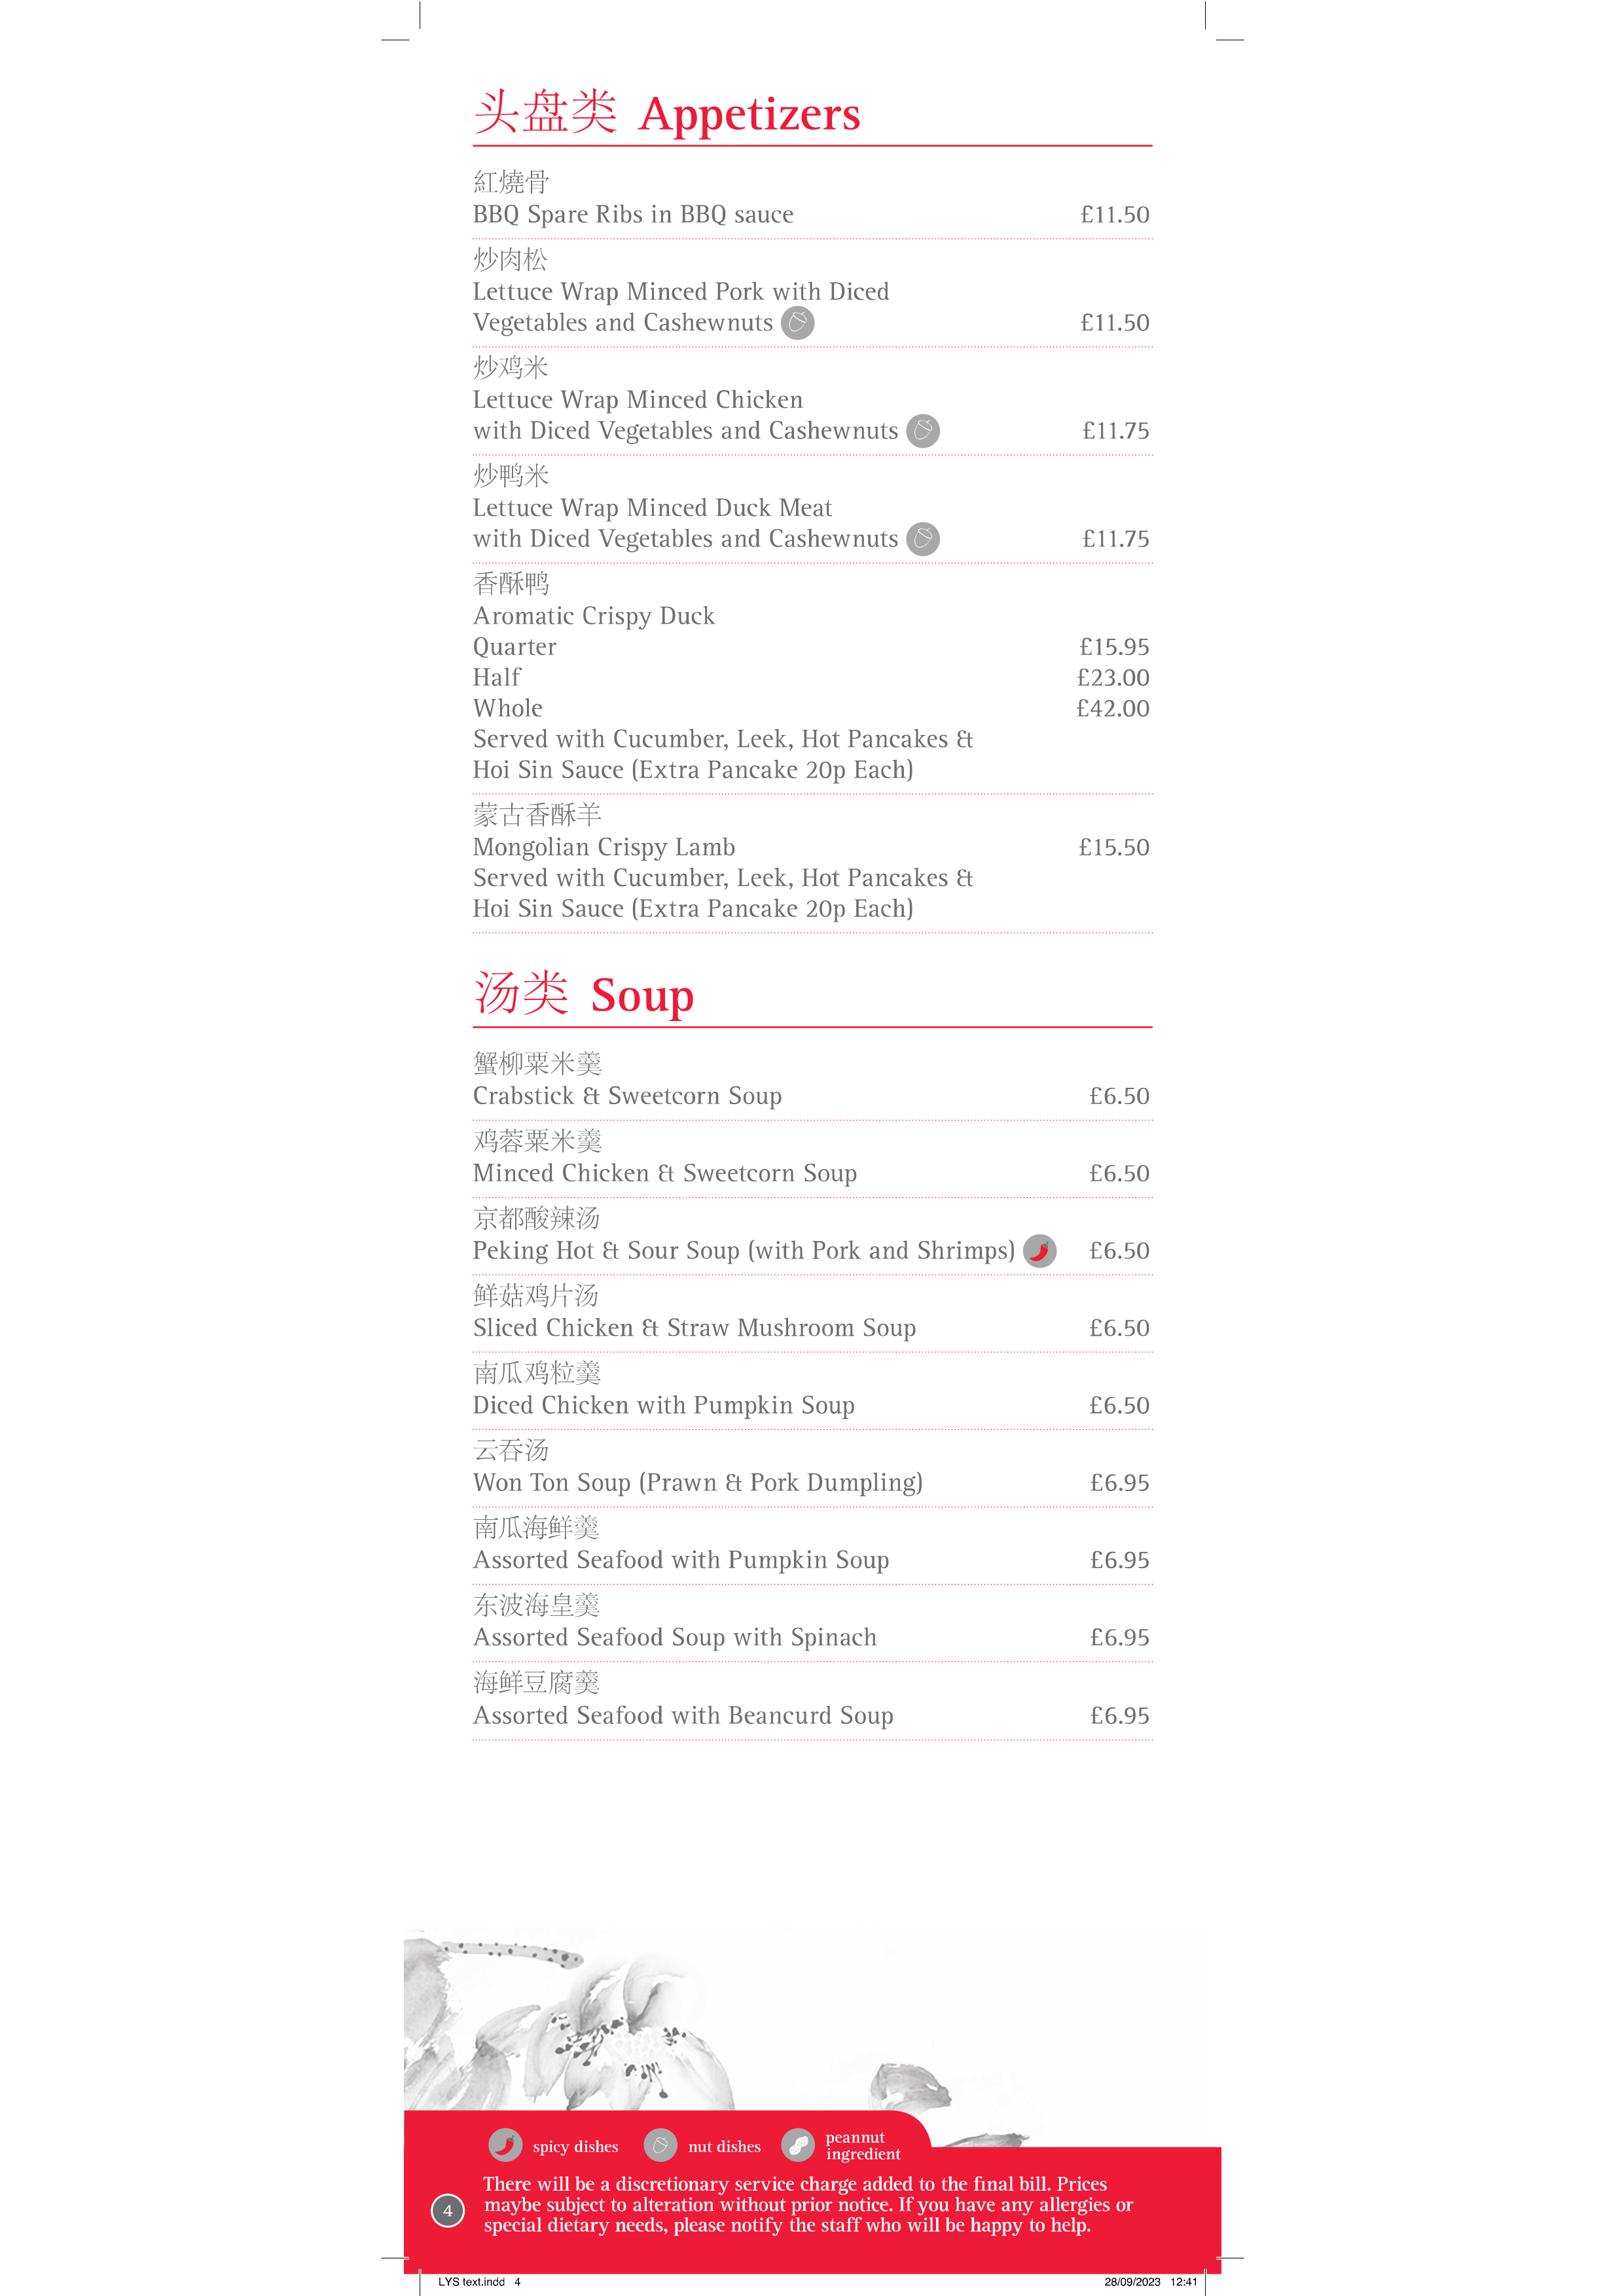 头盘类 Appetizers
紅燒骨
BBQ Spare Ribs in BBQ sauce £11.50
炒肉松
Lettuce Wrap Minced Pork with Diced
Vegetables and Cashewnuts £11.50
炒鸡米
Lettuce Wrap Minced Chicken
with Diced Vegetables and Cashewnuts £11.75
炒鸭米
Lettuce Wrap Minced Duck Meat
with Diced Vegetables and Cashewnuts £11.75
香酥鸭
Aromatic Crispy Duck
Quarter £15.95
Half £23.00
Whole £42.00
Served with Cucumber, Leek, Hot Pancakes &
Hoi Sin Sauce (Extra Pancake 20p Each)
蒙古香酥羊
Mongolian Crispy Lamb £15.50
Served with Cucumber, Leek, Hot Pancakes &
Hoi Sin Sauce (Extra Pancake 20p Each)
汤类 Soup
蟹柳粟米羹
Crabstick & Sweetcorn Soup £6.50
鸡蓉粟米羹
Minced Chicken & Sweetcorn Soup £6.50
京都酸辣汤
Peking Hot & Sour Soup (with Pork and Shrimps) £6.50
鲜菇鸡片汤
Sliced Chicken & Straw Mushroom Soup £6.50
南瓜鸡粒羹
Diced Chicken with Pumpkin Soup £6.50
云吞汤
Won Ton Soup (Prawn & Pork Dumpling) £6.95
南瓜海鲜羹
Assorted Seafood with Pumpkin Soup £6.95
东波海皇羹
Assorted Seafood Soup with Spinach £6.95
海鲜豆腐羹
Assorted Seafood with Beancurd Soup £6.95
spicy dishes nut dishes peannut
ingredient
There will be a discretionary service charge added to the final bill. Prices
4 maybe subject to alteration without prior notice. If you have any allergies or
special dietary needs, please notify the staff who will be happy to help.
LYS text.indd 4 28/09/2023 12:41